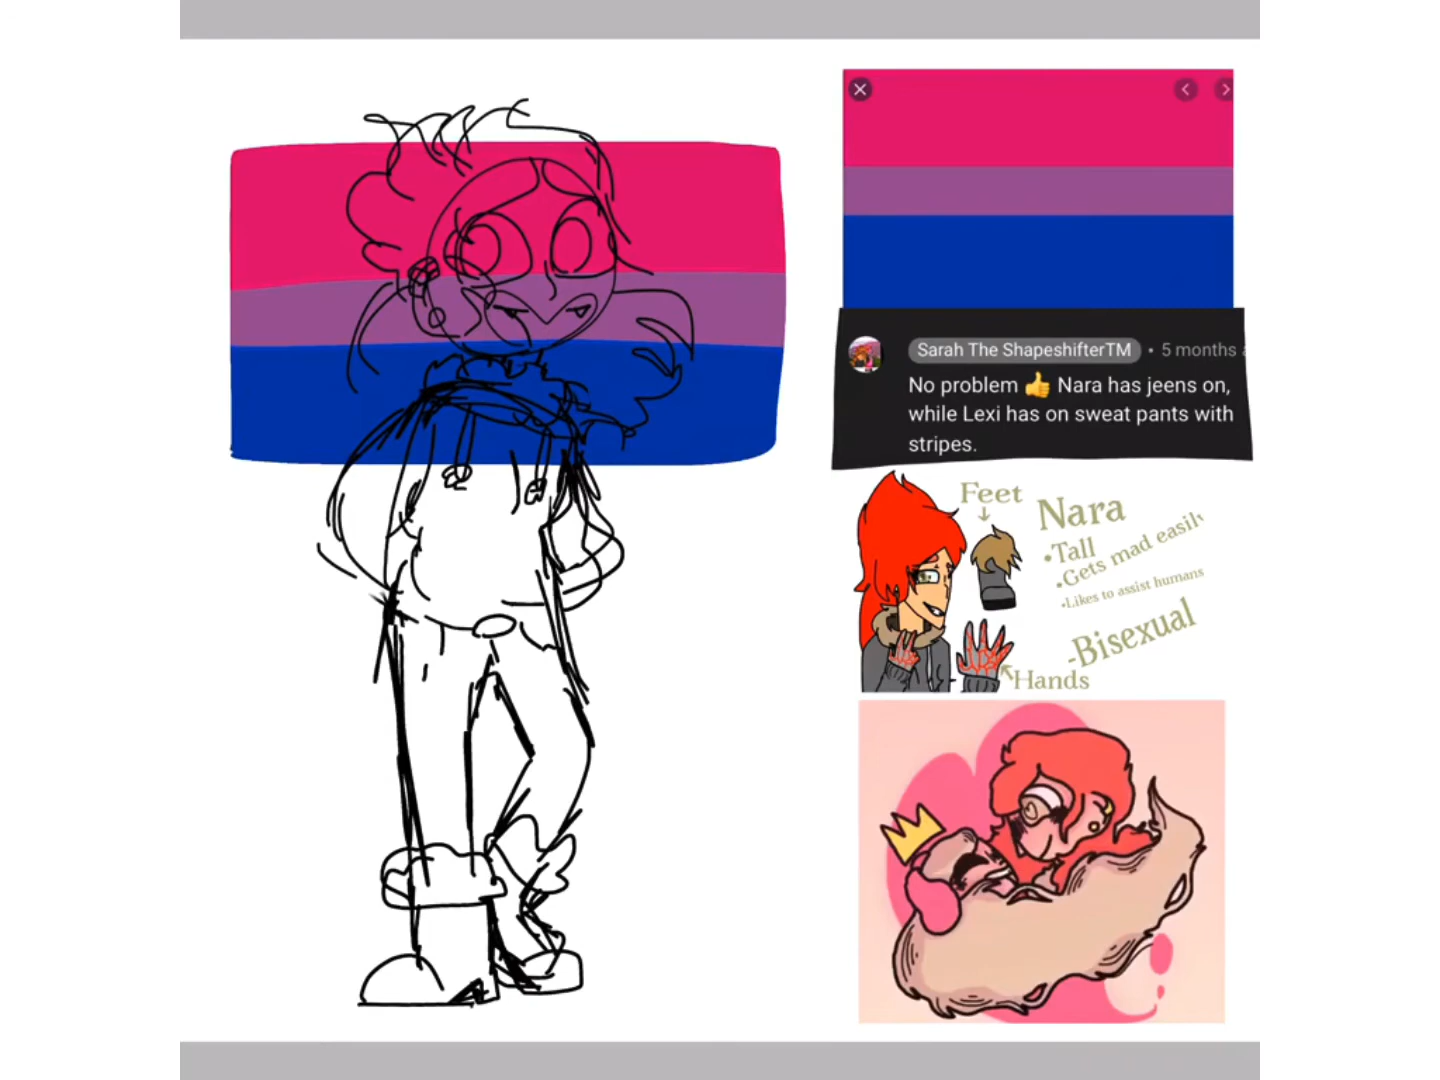 Sarah The ShapeshifterTM • 5 months
No problem 👍 Nara has jeens on,
while Lexi has on sweat pants with
stripes.
Feet
Nara
•Tall
•Gets mad easily
•Likes to assist humans
-Bisexual
Hands